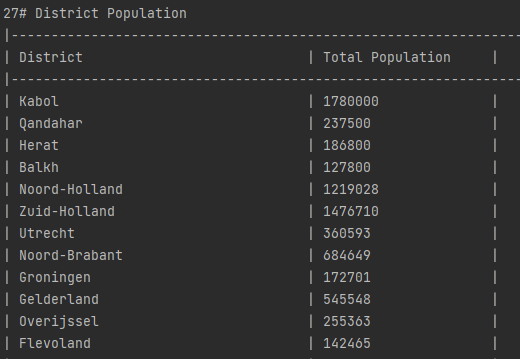 27# District Population
|----------------------------------------------------------------
| District | Total Population |
|----------------------------------------------------------------
| Kabol | 1780000 |
| Qandahar | 237500 |
| Herat | 186800 |
| Balkh | 127800 |
| Noord-Holland | 1219028 |
| Zuid-Holland | 1476710 |
| Utrecht | 360593 |
| Noord-Brabant | 684649 |
| Groningen | 172701 |
| Gelderland | 545548 |
| Overijssel | 255363 |
| Flevoland | 142465 |